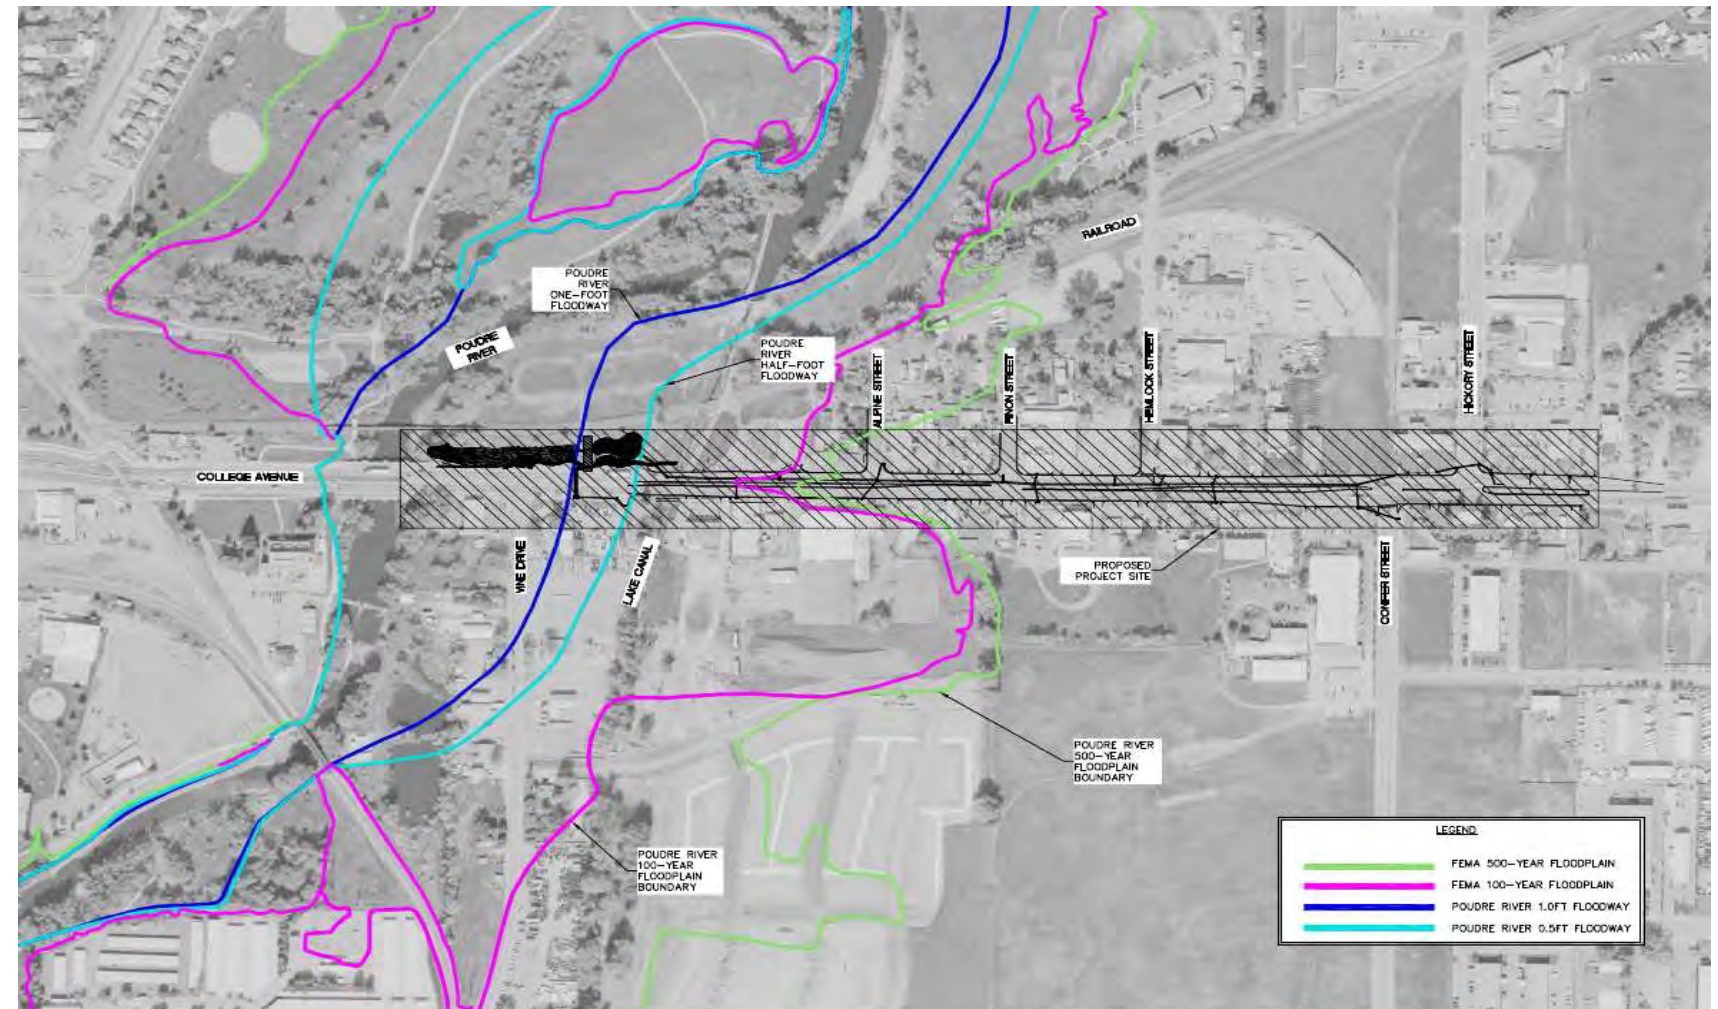 RAILROAD
POUDRE
RIVER
ONE-FOOT
FLOODWAY
POUDRE
RIVER
POUDRE
RIVER
HALF-FOOT
FLOODWAY
ALPINE STREET
PINON STREET
HEMLOCK STREET
HICKORY STREET
COLLEGE AVENUE
VINE DRIVE
LAKE CANAL
PROPOSED
PROJECT SITE
CONIFER STREET
POUDRE RIVER
500-YEAR
FLOODPLAIN
BOUNDARY
POUDRE RIVER
100-YEAR
FLOODPLAIN
BOUNDARY
LEGEND
FEMA 500-YEAR FLOODPLAIN
FEMA 100-YEAR FLOODPLAIN
POUDRE RIVER 1.0FT FLOODWAY
POUDRE RIVER 0.5FT FLOODWAY